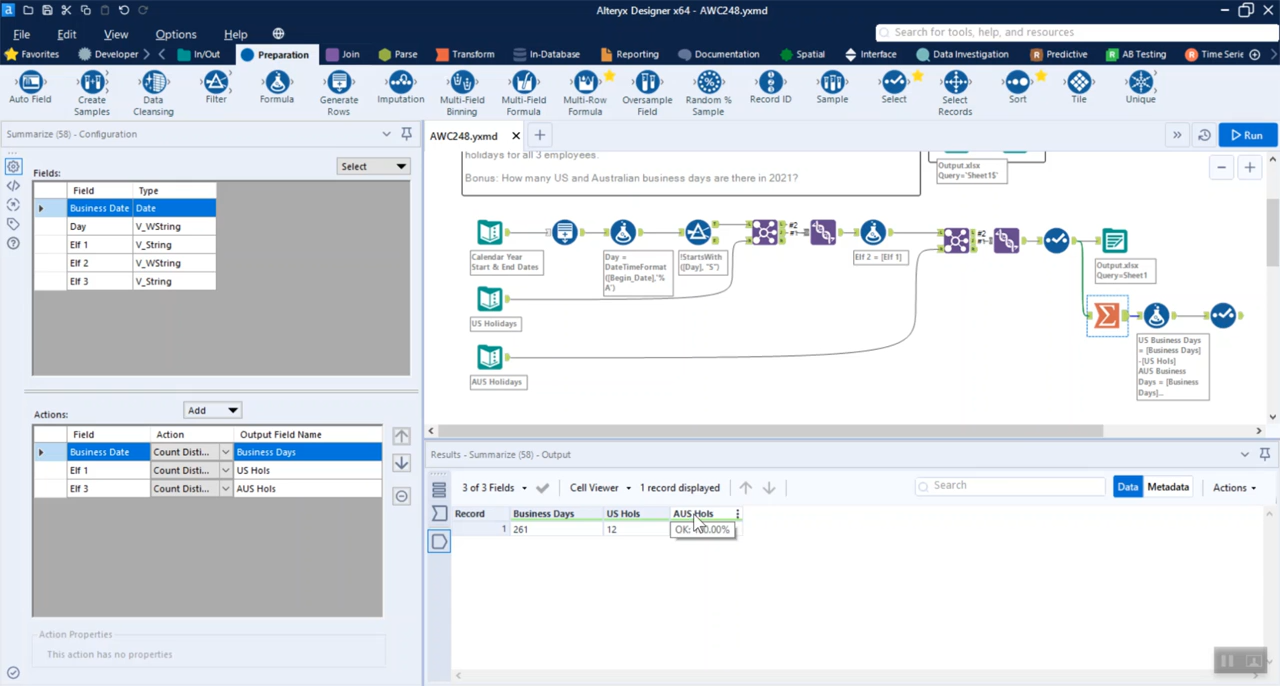 Alteryx Designer x64 - AWC248.yxmd
File Edit View Options Help
Search for tools, help, and resources
Favorites Developer In/Out Preparation Join Parse Transform In-Database Reporting Documentation Spatial Interface Data Investigation Predictive AB Testing Time Serie
Auto Field
Create Samples
Data Cleansing
Filter
Formula
Generate Rows
Imputation
Multi-Field Binning
Multi-Field Formula
Multi-Row Formula
Oversample Field
Random % Sample
Record ID
Sample
Select
Select Records
Sort
Tile
Unique
Summarize (58) - Configuration
AWC248.yxmd
Run
Fields:
Select
Field Type
Business Date Date
Day V_WString
Elf 1 V_String
Elf 2 V_WString
Elf 3 V_String
Actions:
Add
Field Action Output Field Name
Business Date Count Disti... Business Days
Elf 1 Count Disti... US Hols
Elf 3 Count Disti... AUS Hols
Action Properties
This action has no properties
holidays for all 3 employees.
Bonus: How many US and Australian business days are there in 2021?
Output.xlsx
Query='Sheet1$'
Calendar Year
Start & End Dates
Day =
DateTimeFormat
([Begin_Date],'%
A')
!StartsWith
([Day], "S")
#2
#1
Elf 2 = [Elf 1]
#2
#1
Output.xlsx
Query=Sheet1
US Holidays
AUS Holidays
US Business Days
= [Business Days]
-[US Hols]
AUS Business
Days = [Business
Days]...
Results - Summarize (58) - Output
3 of 3 Fields Cell Viewer 1 record displayed Search Data Metadata Actions
Record Business Days US Hols AUS Hols
1 261 12